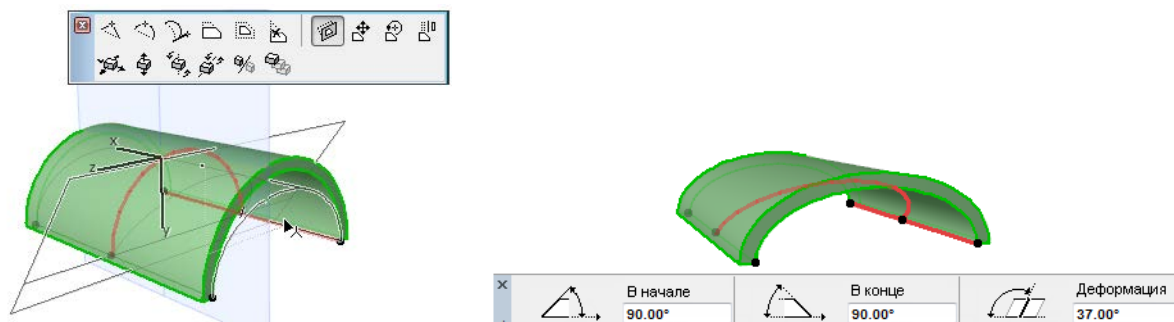 X
Z
Y
X
В начале
90.00°
В конце
90.00°
Деформация
37.00°